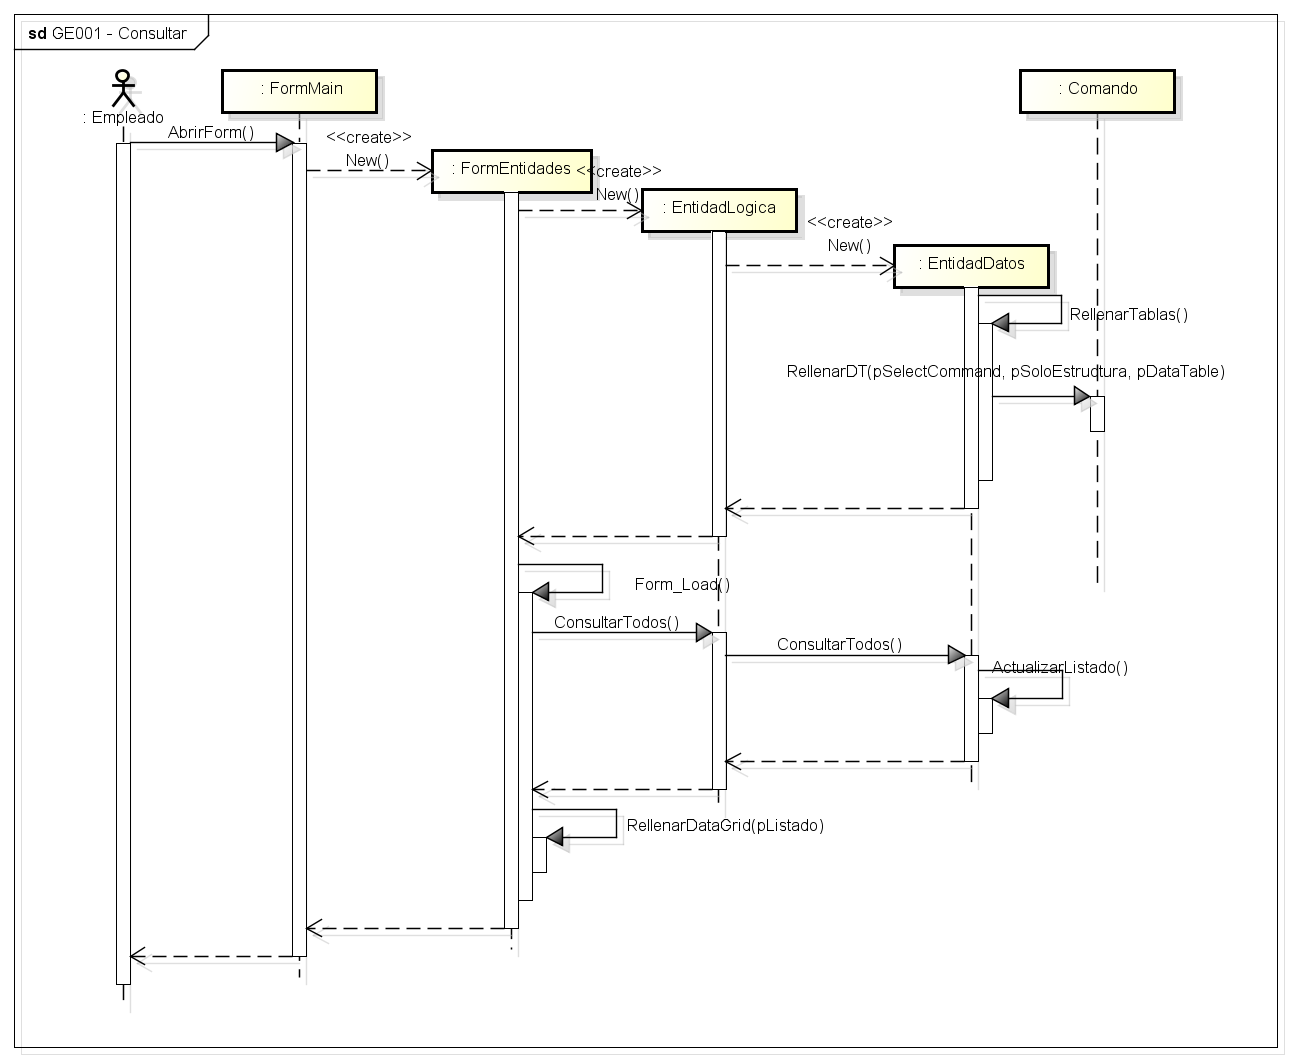 sd GE001 - Consultar
: FormMain
: Comando
: Empleado
AbrirForm()
<<create>>
New()
: FormEntidades
<<create>>
New()
: EntidadLogica
<<create>>
New()
: EntidadDatos
RellenarTablas()
RellenarDT(pSelectCommand, pSoloEstructura, pDataTable)
Form_Load()
ConsultarTodos()
ConsultarTodos()
ActualizarListado()
RellenarDataGrid(pListado)